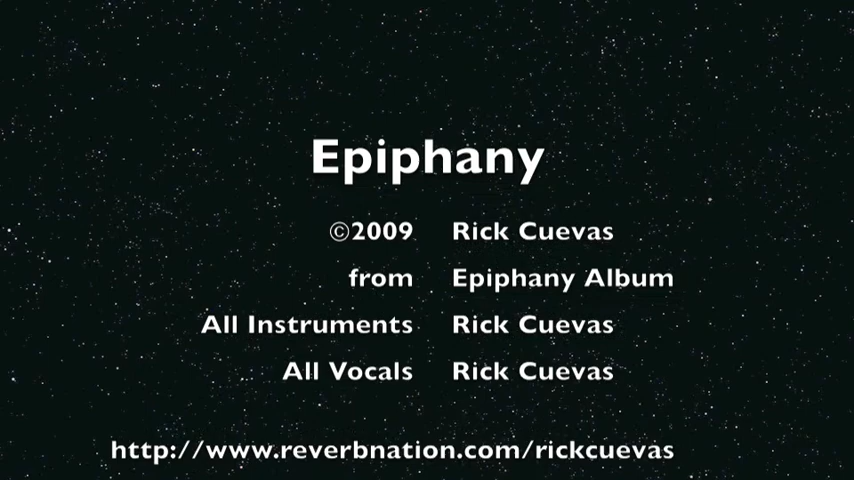 Epiphany
©2009 Rick Cuevas
from Epiphany Album
All Instruments Rick Cuevas
All Vocals Rick Cuevas
http://www.reverbnation.com/rickcuevas